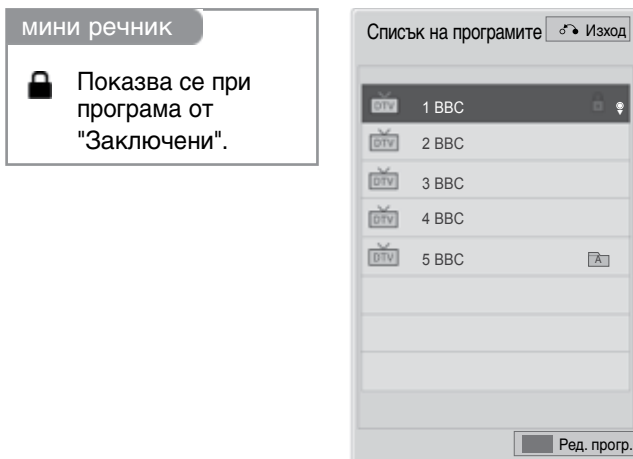 мини речник
Показва се при
програма от
"Заключени".
Списък на програмите Изход
DTV 1 BBC
DTV 2 BBC
DTV 3 BBC
DTV 4 BBC
DTV 5 BBC A
Ред. прогр.